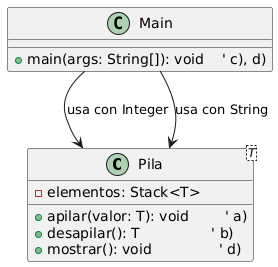 C Main
main(args: String[]): void    ' c), d)
usa con Integer
usa con String
C Pila
T
elementos: Stack<T>
apilar(valor: T): void        ' a)
desapilar(): T                ' b)
mostrar(): void               ' d)